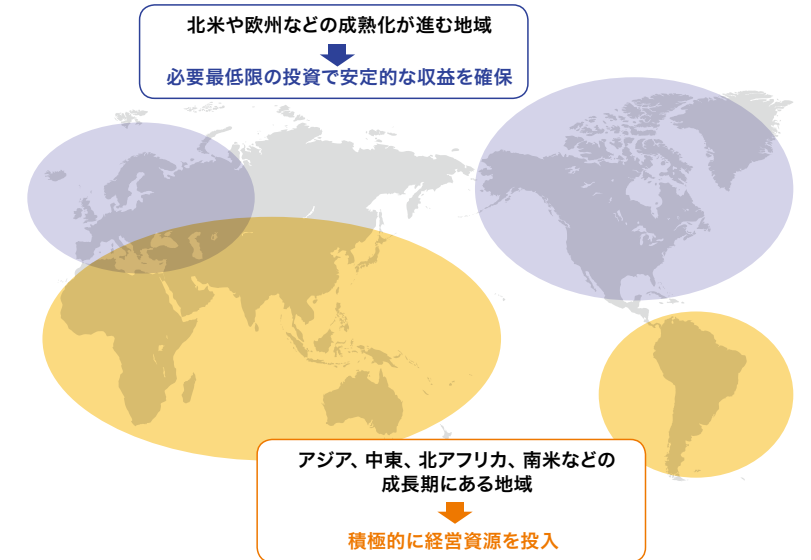 北米や欧州などの成熟化が進む地域
必要最低限の投資で安定的な収益を確保
アジア、中東、北アフリカ、南米などの
成長期にある地域
積極的に経営資源を投入